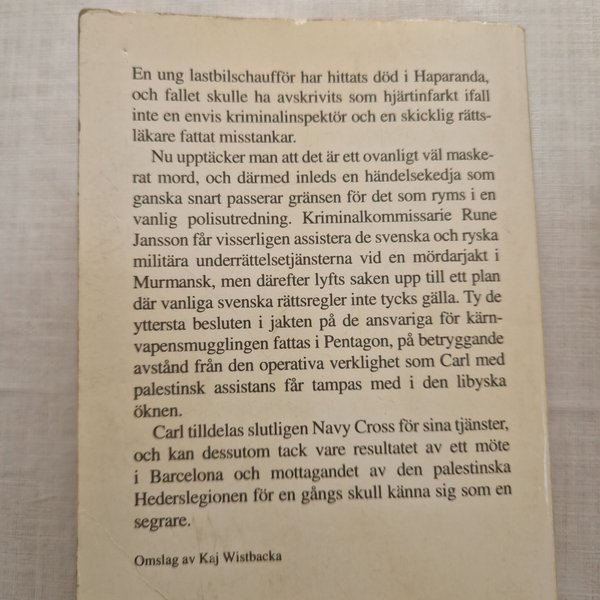 En ung lastbilschaufför har hittats död i Haparanda,
och fallet skulle ha avskrivits som hjärtinfarkt ifall
inte en envis kriminalinspektör och en skicklig rätts-
läkare fattat misstankar.
Nu upptäcker man att det är ett ovanligt väl maske-
rat mord, och därmed inleds en händelsekedja som
ganska snart passerar gränsen för det som ryms i en
vanlig polisutredning. Kriminalkommissarie Rune
Jansson får visserligen assistera de svenska och ryska
militära underrättelsetjänsterna vid en mördarjakt i
Murmansk, men därefter lyfts saken upp till ett plan
där vanliga svenska rättsregler inte tycks gälla. Ty de
yttersta besluten i jakten på de ansvariga för kärn-
vapensmugglingen fattas i Pentagon, på betryggande
avstånd från den operativa verklighet som Carl med
palestinsk assistans får tampas med i den libyska
öknen.
Carl tilldelas slutligen Navy Cross för sina tjänster,
och kan dessutom tack vare resultatet av ett möte
i Barcelona och mottagandet av den palestinska
Hederslegionen för en gångs skull känna sig som en
segrare.
Omslag av Kaj Wistbacka